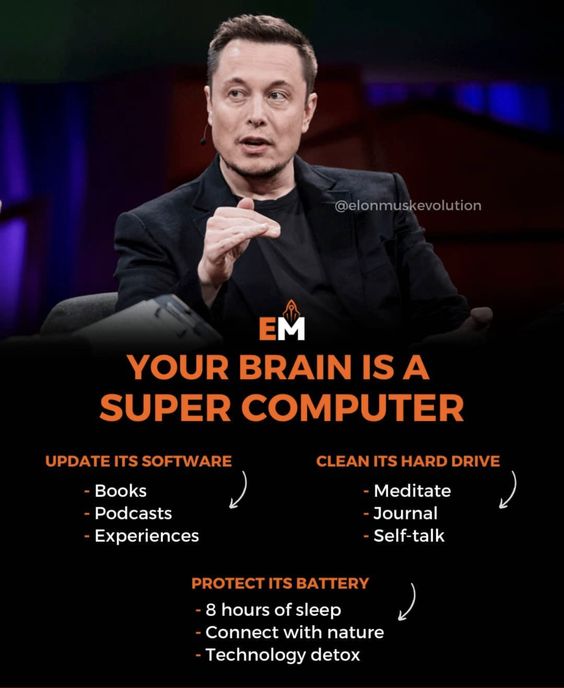 @elonmuskevolution
EM
YOUR BRAIN IS A
SUPER COMPUTER
UPDATE ITS SOFTWARE
- Books
- Podcasts
- Experiences
CLEAN ITS HARD DRIVE
- Meditate
- Journal
- Self-talk
PROTECT ITS BATTERY
- 8 hours of sleep
- Connect with nature
- Technology detox